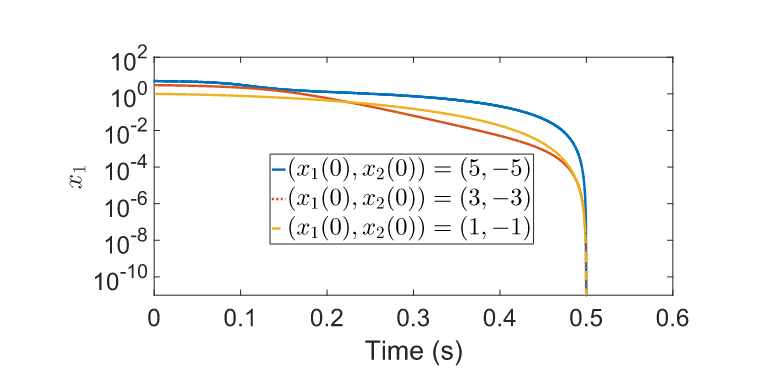 10^2
10^0
10^-2
10^-4
10^-6
10^-8
10^-10
x_1
(x_1(0), x_2(0)) = (5, −5)
(x_1(0), x_2(0)) = (3, −3)
(x_1(0), x_2(0)) = (1, −1)
0 0.1 0.2 0.3 0.4 0.5 0.6
Time (s)